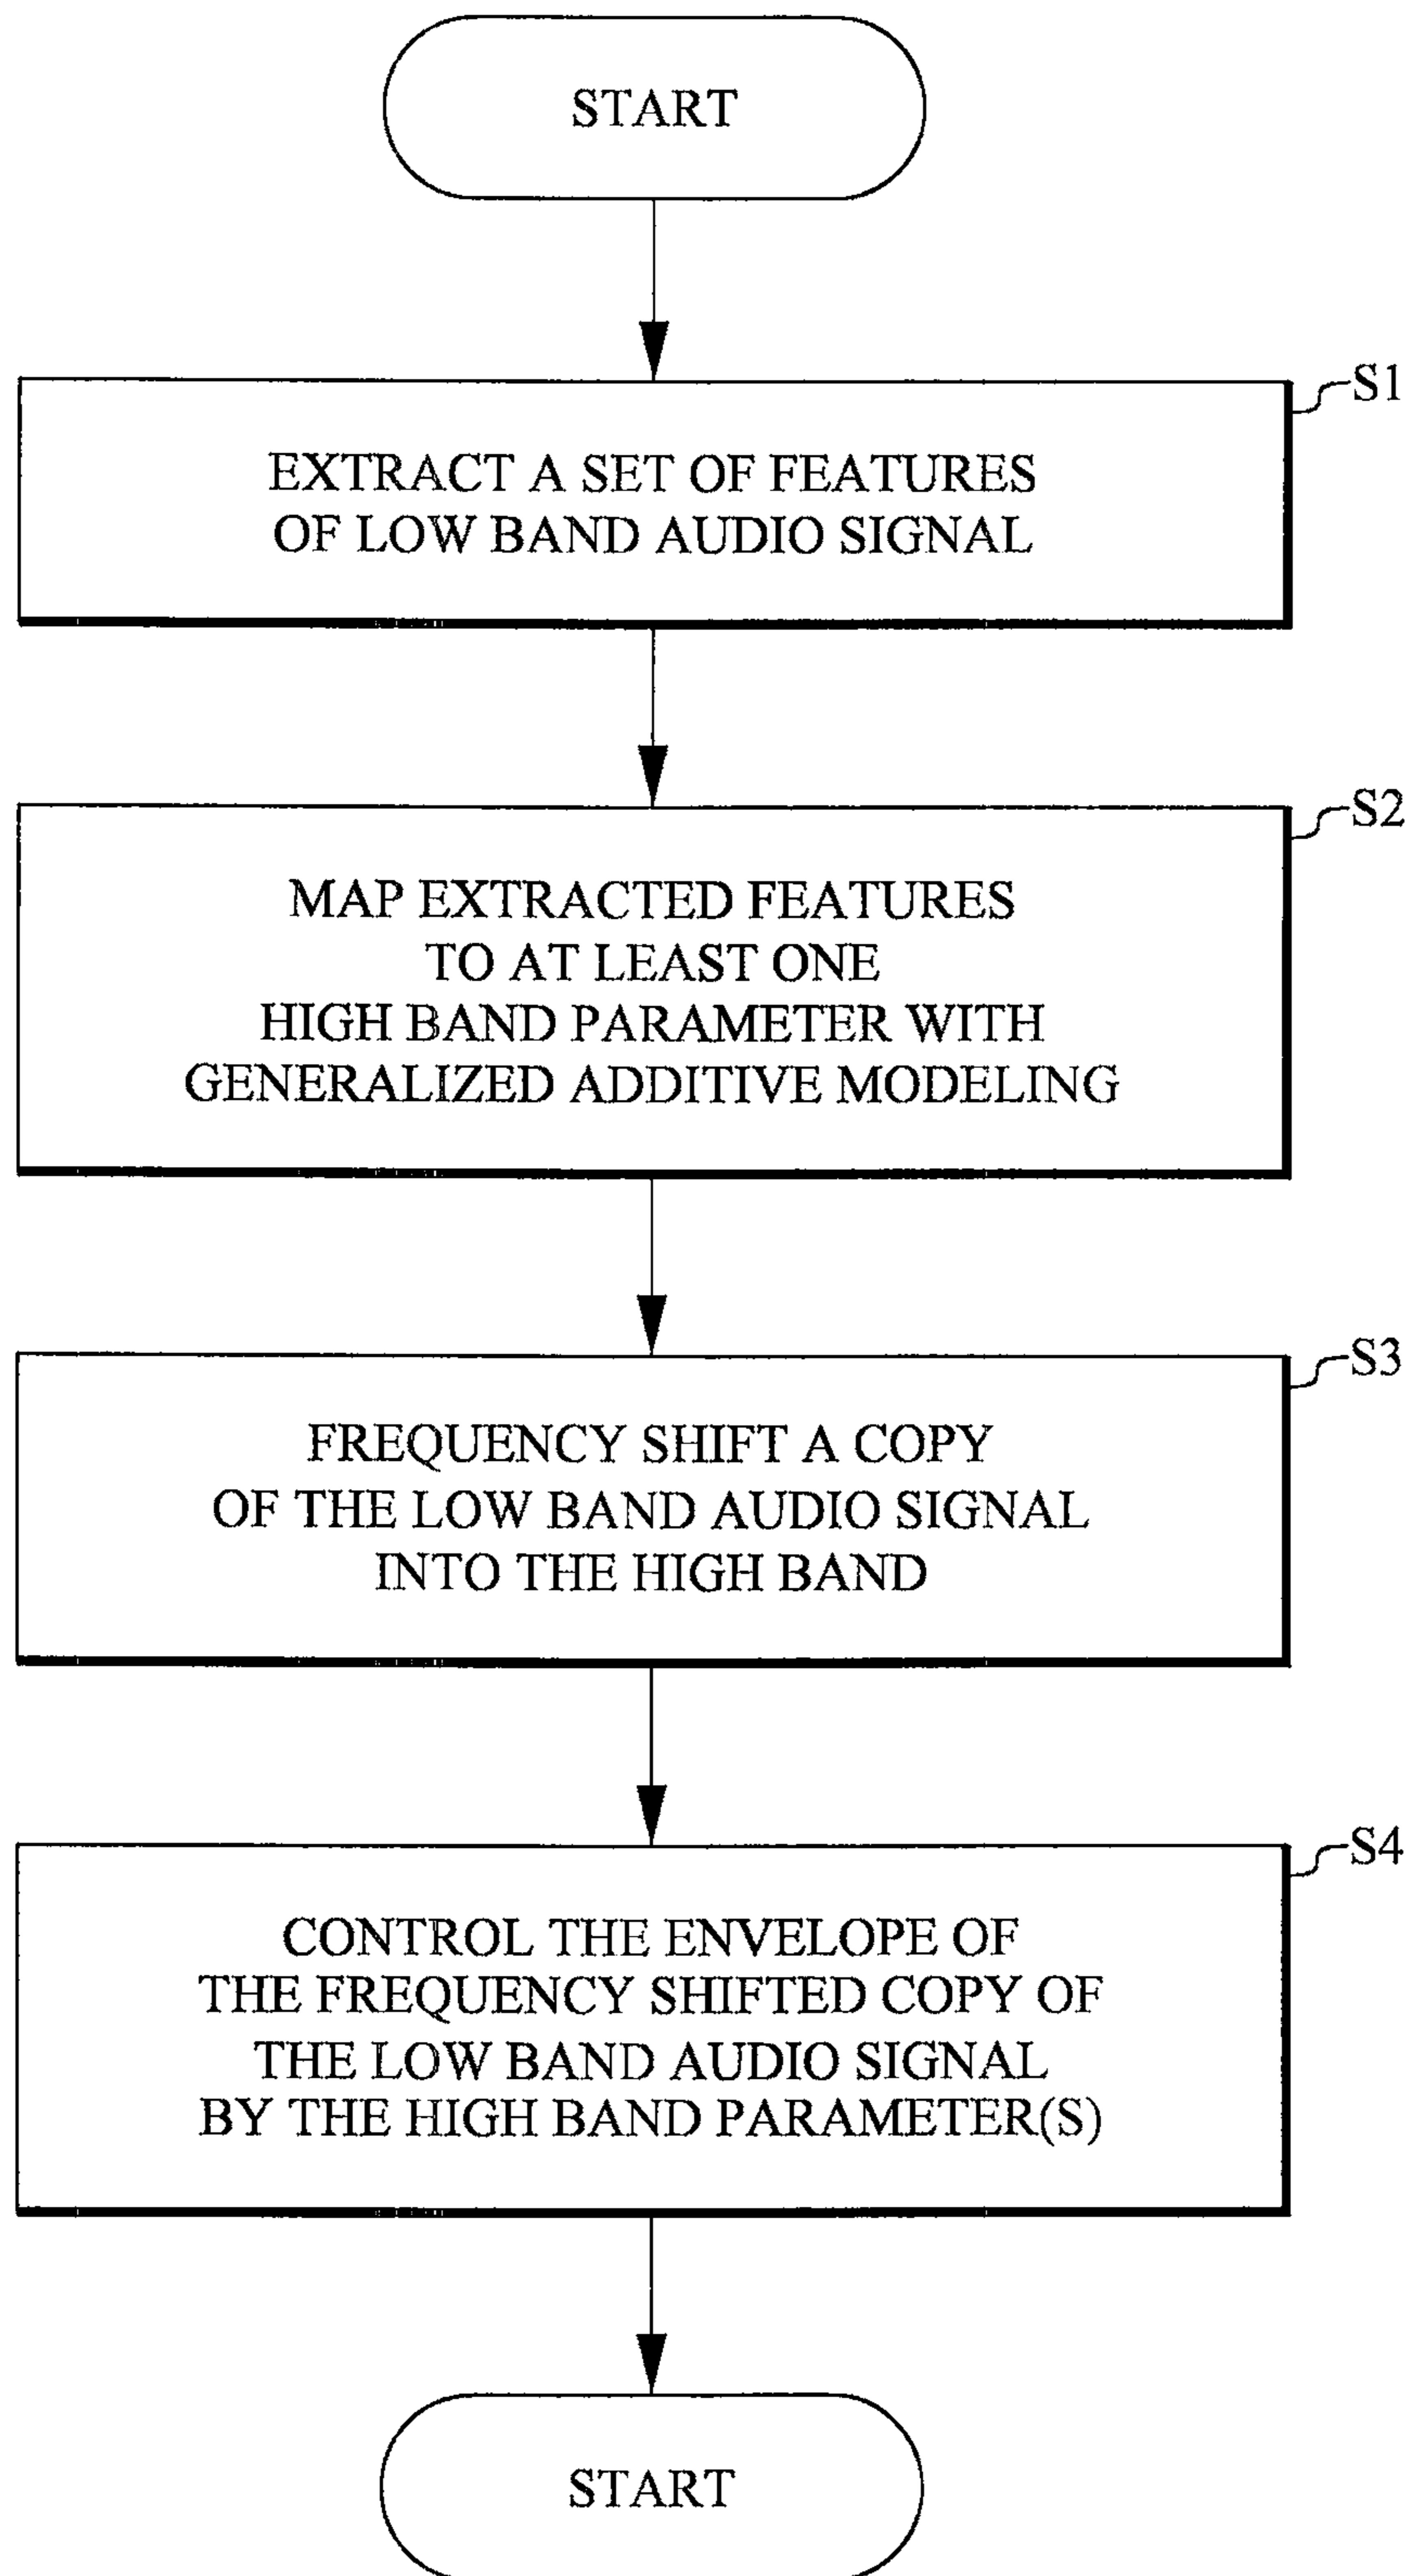 START
S1
EXTRACT A SET OF FEATURES
OF LOW BAND AUDIO SIGNAL
S2
MAP EXTRACTED FEATURES
TO AT LEAST ONE
HIGH BAND PARAMETER WITH
GENERALIZED ADDITIVE MODELING
S3
FREQUENCY SHIFT A COPY
OF THE LOW BAND AUDIO SIGNAL
INTO THE HIGH BAND
S4
CONTROL THE ENVELOPE OF
THE FREQUENCY SHIFTED COPY OF
THE LOW BAND AUDIO SIGNAL
BY THE HIGH BAND PARAMETER(S)
START